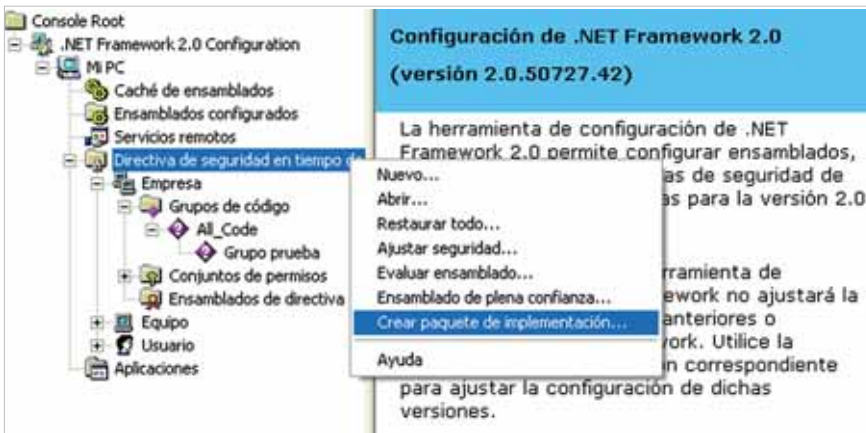 Console Root
.NET Framework 2.0 Configuration
Mi PC
Caché de ensamblados
Ensamblados configurados
Servicios remotos
Directiva de seguridad en tiempo de
Empresa
Grupos de código
All_Code
Grupo prueba
Conjuntos de permisos
Ensamblados de directiva
Equipo
Usuario
Aplicaciones
Nuevo...
Abrir...
Restaurar todo...
Ajustar seguridad...
Evaluar ensamblado...
Ensamblado de plena confianza...
Crear paquete de implementación...
Ayuda
Configuración de .NET Framework 2.0
(versión 2.0.50727.42)
La herramienta de configuración de .NET
Framework 2.0 permite configurar ensamblados,
as de seguridad de
as para la versión 2.0
rramienta de
ework no ajustará la
anteriores o
work. Utilice la
n correspondiente
para ajustar la configuración de dichas
versiones.